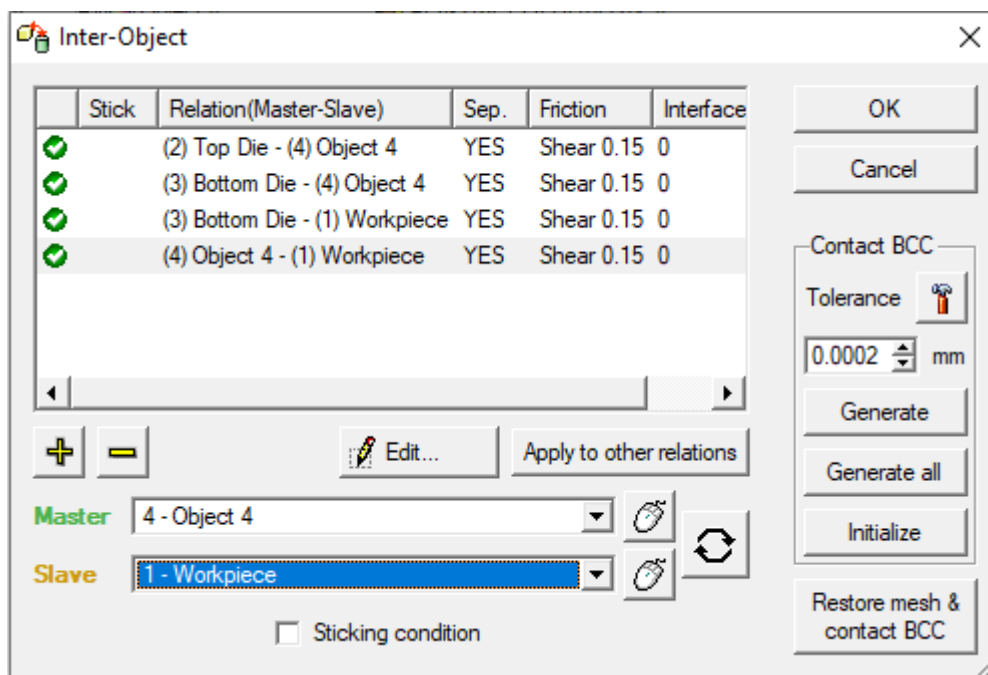 Inter-Object
Stick Relation(Master-Slave) Sep. Friction Interface
(2) Top Die - (4) Object 4 YES Shear 0.15 0
(3) Bottom Die - (4) Object 4 YES Shear 0.15 0
(3) Bottom Die - (1) Workpiece YES Shear 0.15 0
(4) Object 4 - (1) Workpiece YES Shear 0.15 0
Edit...
Apply to other relations
Master 4 - Object 4
Slave 1 - Workpiece
Sticking condition
OK
Cancel
Contact BCC
Tolerance
0.0002 mm
Generate
Generate all
Initialize
Restore mesh &
contact BCC